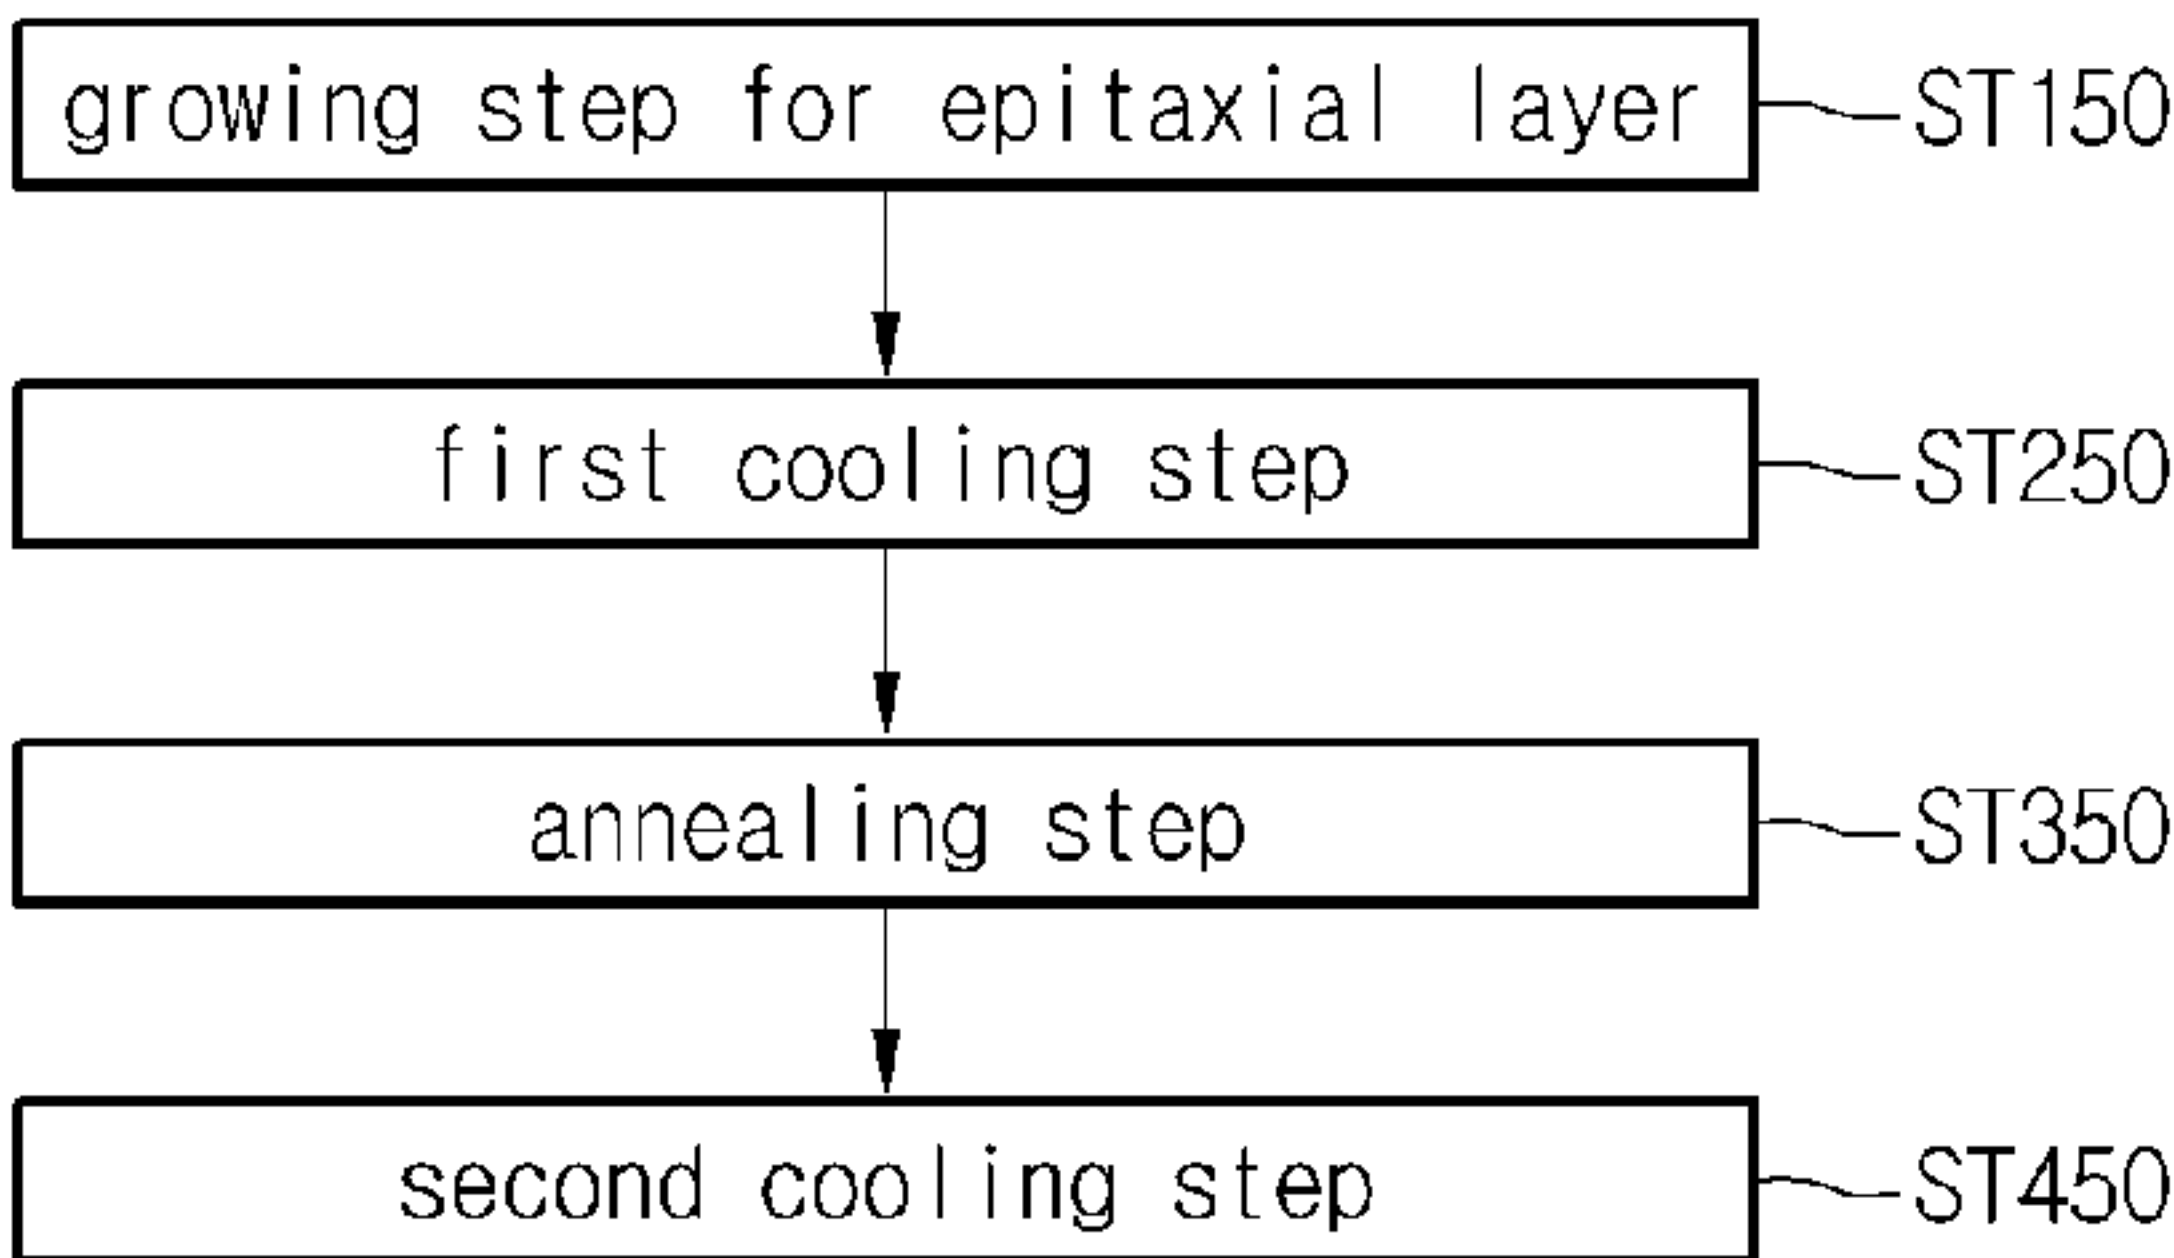 growing step for epitaxial layer ST150
first cooling step ST250
annealing step ST350
second cooling step ST450